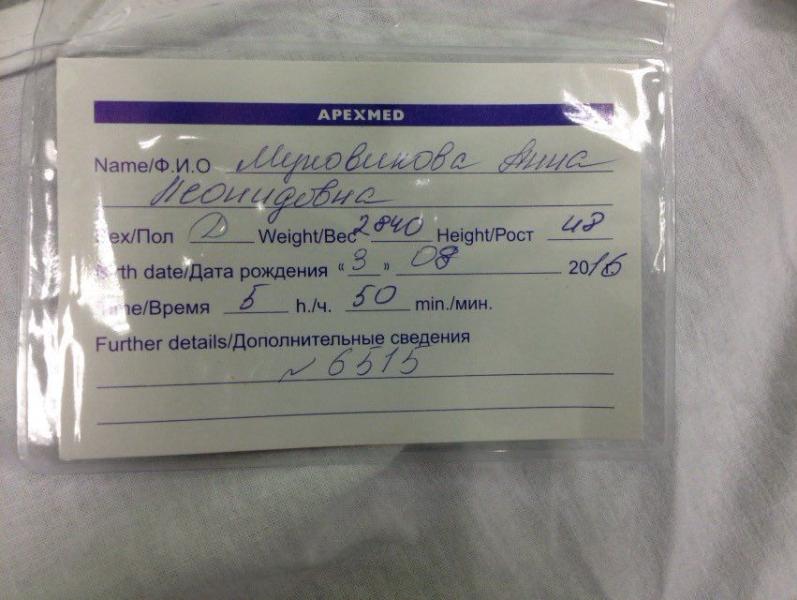 APEXMED
Name/Ф.И.О Муховикова Анна
Леонидовна
Sex/Пол Д Weight/Вес 2840 Height/Рост 48
Birth date/Дата рождения « 3 » 08 2016
Time/Время 5 h./ч. 50 min./мин.
Further details/Дополнительные сведения
№ 6515